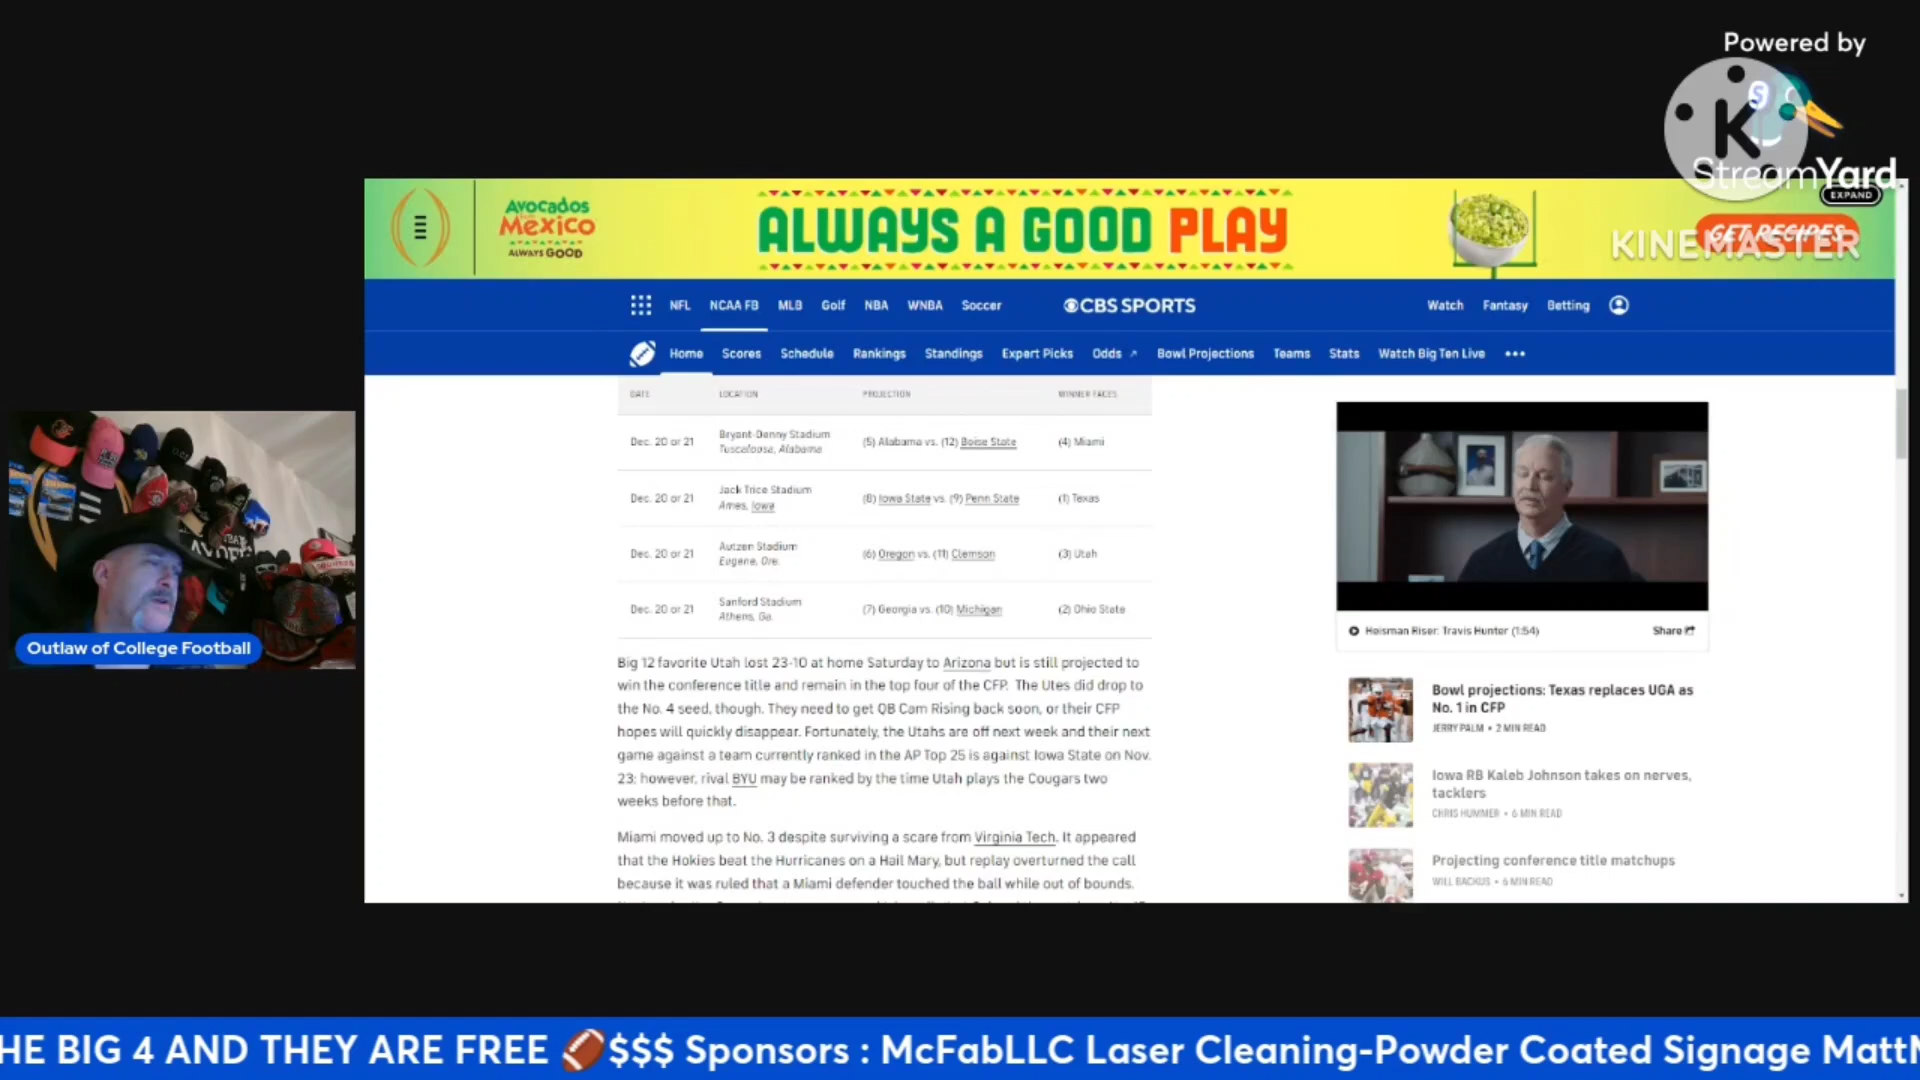 Powered by
StreamYard
K
KINEMASTER
Avocados
Mexico
ALWAYS GOOD
ALWAYS A GOOD PLAY
EXPAND
GET RECIPES
NFL NCAA FB MLB Golf NBA WNBA Soccer CBS SPORTS Watch Fantasy Betting
Home Scores Schedule Rankings Standings Expert Picks Odds Bowl Projections Teams Stats Watch Big Ten Live
DATE LOCATION PROJECTION WINNER FACES
Dec. 20 or 21 Bryant-Denny Stadium (5) Alabama vs. (12) Boise State (4) Miami
Tuscaloosa, Alabama
Dec. 20 or 21 Jack Trice Stadium (8) Iowa State vs. (9) Penn State (1) Texas
Ames, Iowa
Dec. 20 or 21 Autzen Stadium (6) Oregon vs. (11) Clemson (3) Utah
Eugene, Ore.
Dec. 20 or 21 Sanford Stadium (7) Georgia vs. (10) Michigan (2) Ohio State
Athens, Ga.
Big 12 favorite Utah lost 23-10 at home Saturday to Arizona but is still projected to
win the conference title and remain in the top four of the CFP. The Utes did drop to
the No. 4 seed, though. They need to get QB Cam Rising back soon, or their CFP
hopes will quickly disappear. Fortunately, the Utahs are off next week and their next
game against a team currently ranked in the AP Top 25 is against Iowa State on Nov.
23; however, rival BYU may be ranked by the time Utah plays the Cougars two
weeks before that.
Miami moved up to No. 3 despite surviving a scare from Virginia Tech. It appeared
that the Hokies beat the Hurricanes on a Hail Mary, but replay overturned the call
because it was ruled that a Miami defender touched the ball while out of bounds.
Heisman Riser: Travis Hunter (1:54) Share
Bowl projections: Texas replaces UGA as
No. 1 in CFP
JERRY PALM • 2 MIN READ
Iowa RB Kaleb Johnson takes on nerves,
tacklers
CHRIS HUMMER • 6 MIN READ
Projecting conference title matchups
WILL BACKUS • 6 MIN READ
Outlaw of College Football
HE BIG 4 AND THEY ARE FREE 🏈$$$ Sponsors : McFabLLC Laser Cleaning-Powder Coated Signage MattM